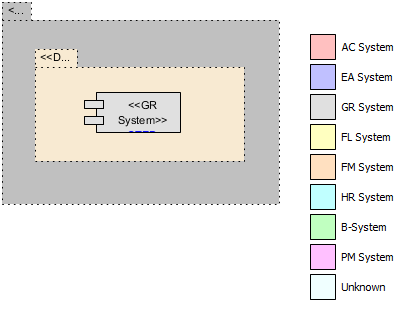 <...
<<D...
<<GR
System>>
AC System
EA System
GR System
FL System
FM System
HR System
B-System
PM System
Unknown